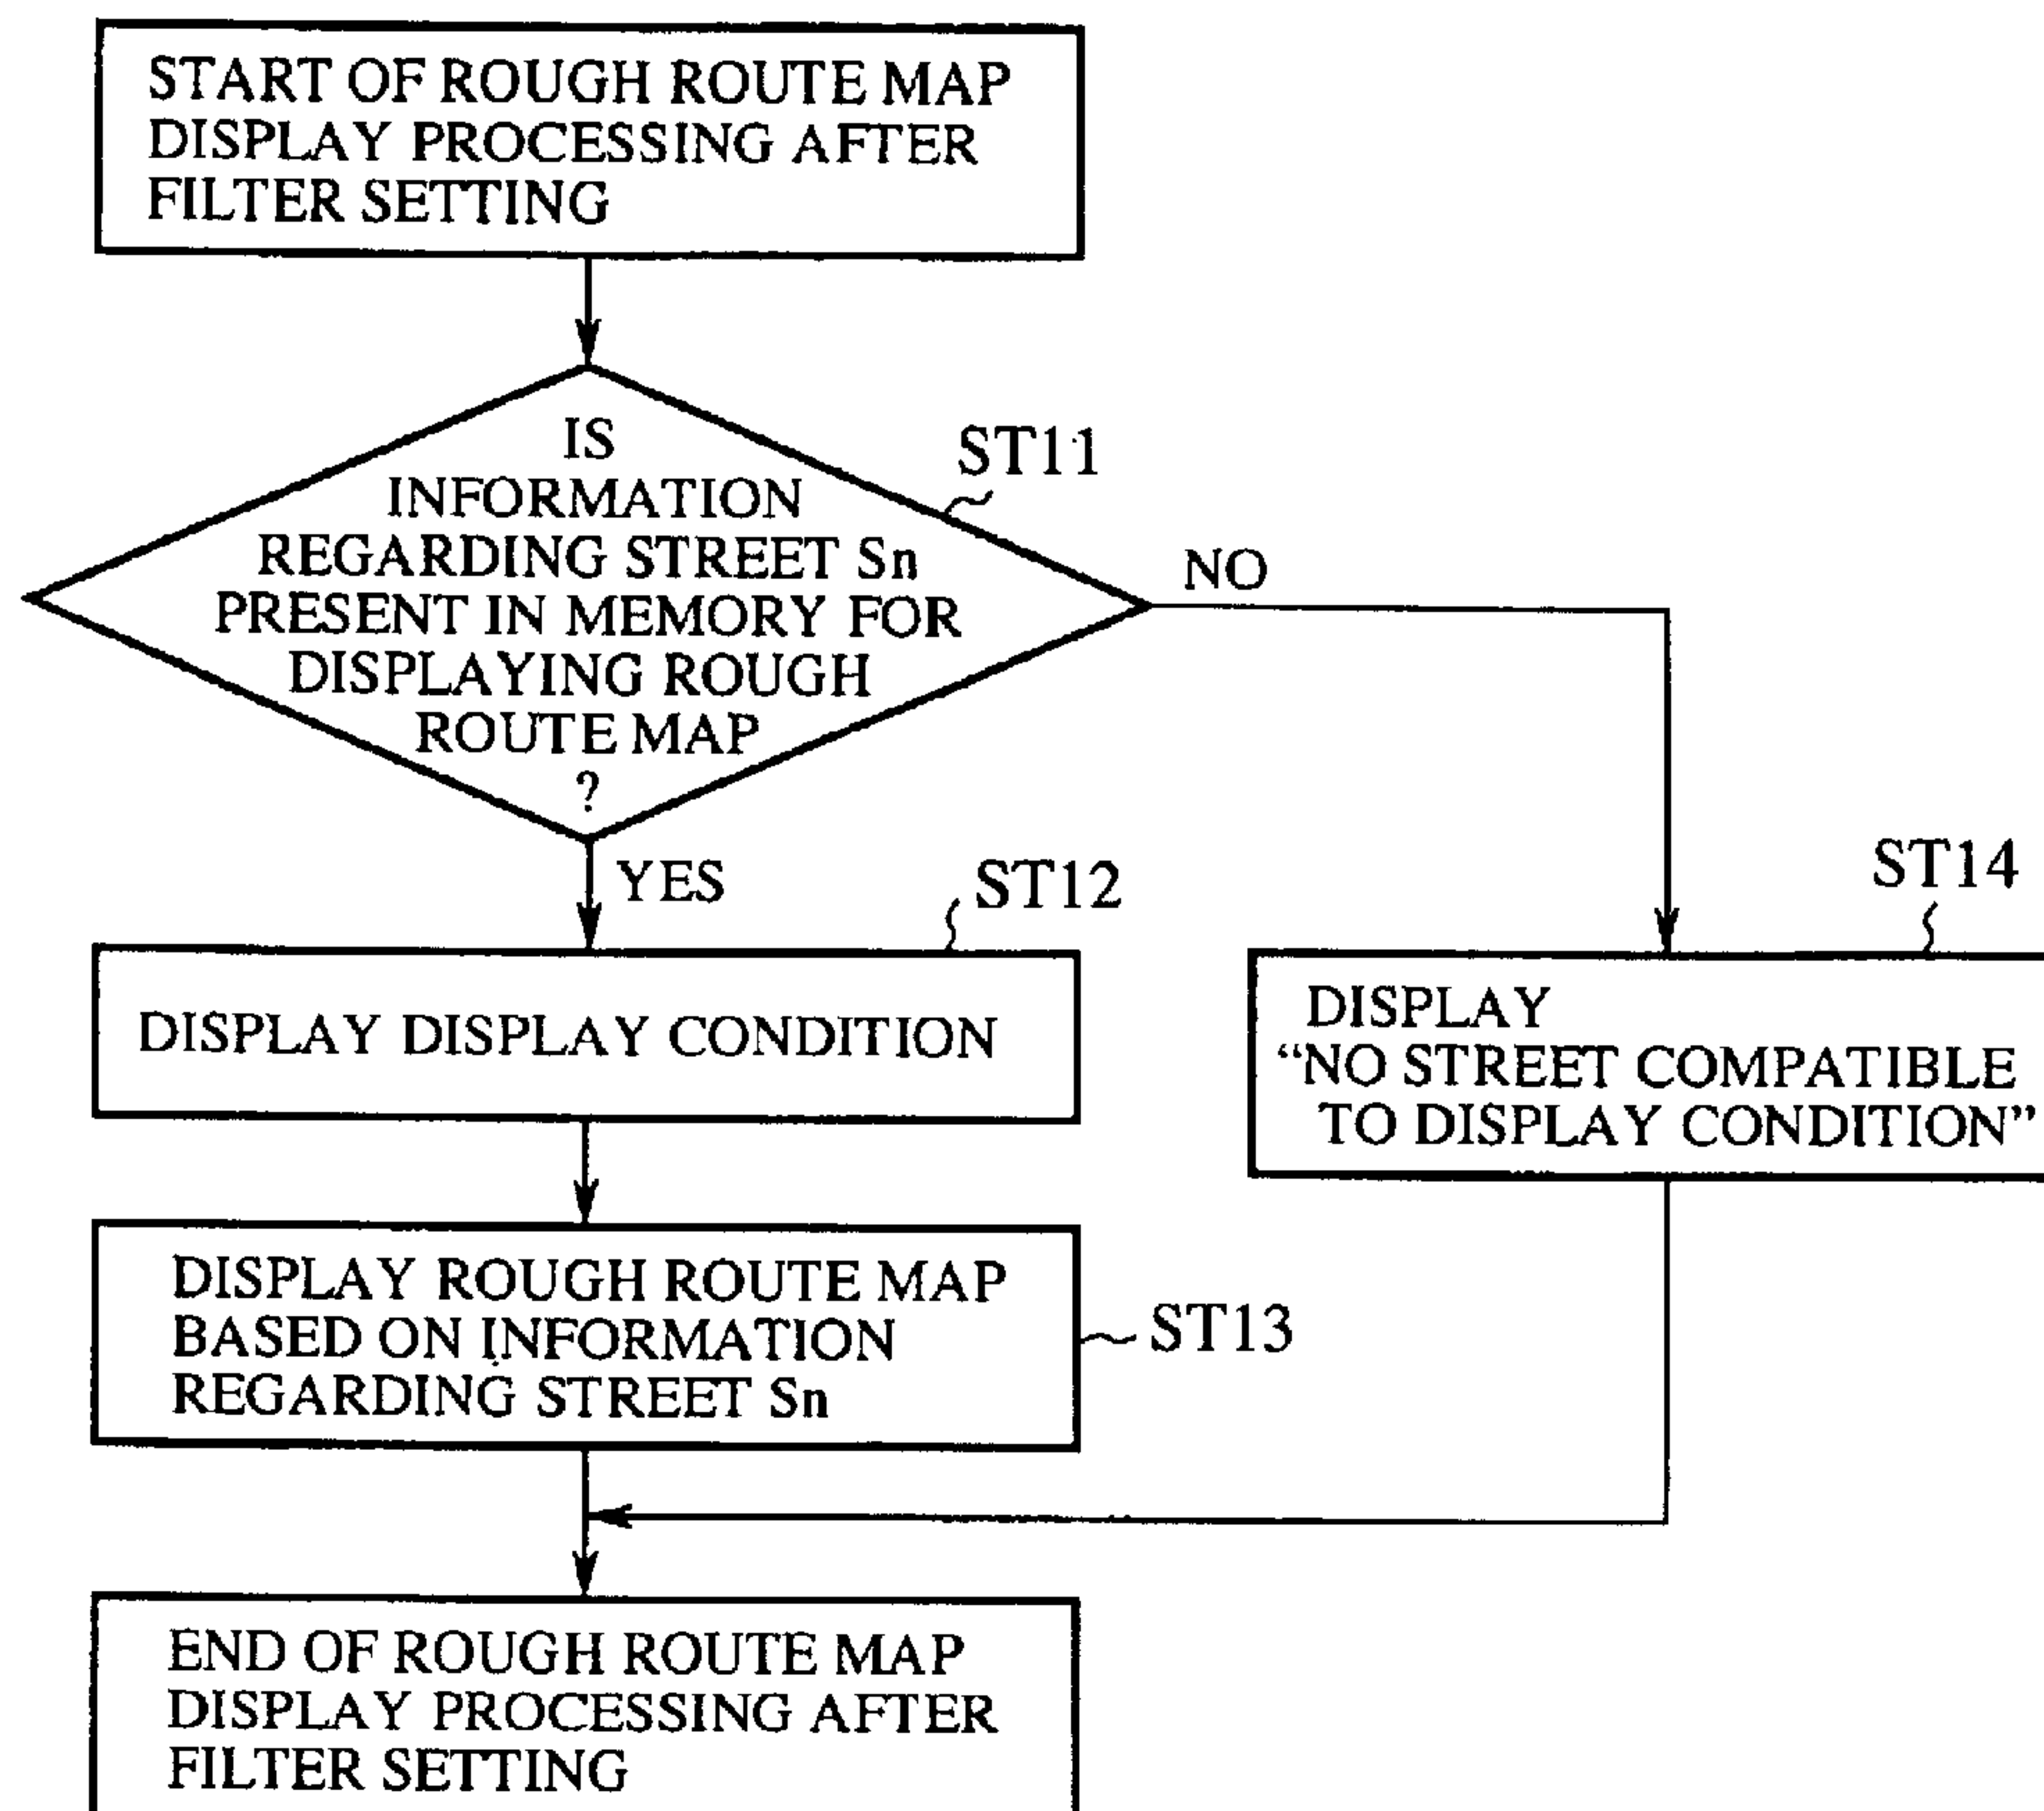 START OF ROUGH ROUTE MAP
DISPLAY PROCESSING AFTER
FILTER SETTING
IS
INFORMATION
REGARDING STREET Sn
PRESENT IN MEMORY FOR
DISPLAYING ROUGH
ROUTE MAP
?
ST11
NO
YES
ST12
DISPLAY DISPLAY CONDITION
ST14
DISPLAY
“NO STREET COMPATIBLE
TO DISPLAY CONDITION”
DISPLAY ROUGH ROUTE MAP
BASED ON INFORMATION
REGARDING STREET Sn
ST13
END OF ROUGH ROUTE MAP
DISPLAY PROCESSING AFTER
FILTER SETTING